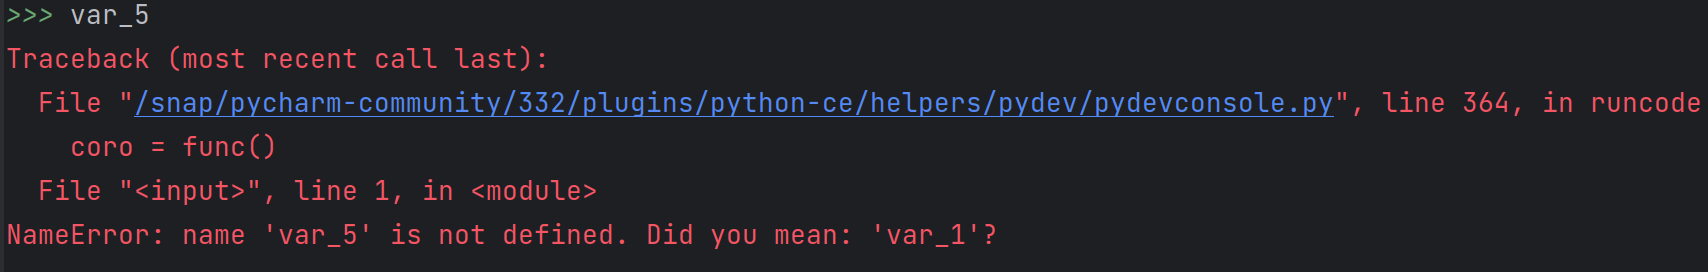 >>> var_5
Traceback (most recent call last):
  File "/snap/pycharm-community/332/plugins/python-ce/helpers/pydev/pydevconsole.py", line 364, in runcode
    coro = func()
  File "<input>", line 1, in <module>
NameError: name 'var_5' is not defined. Did you mean: 'var_1'?